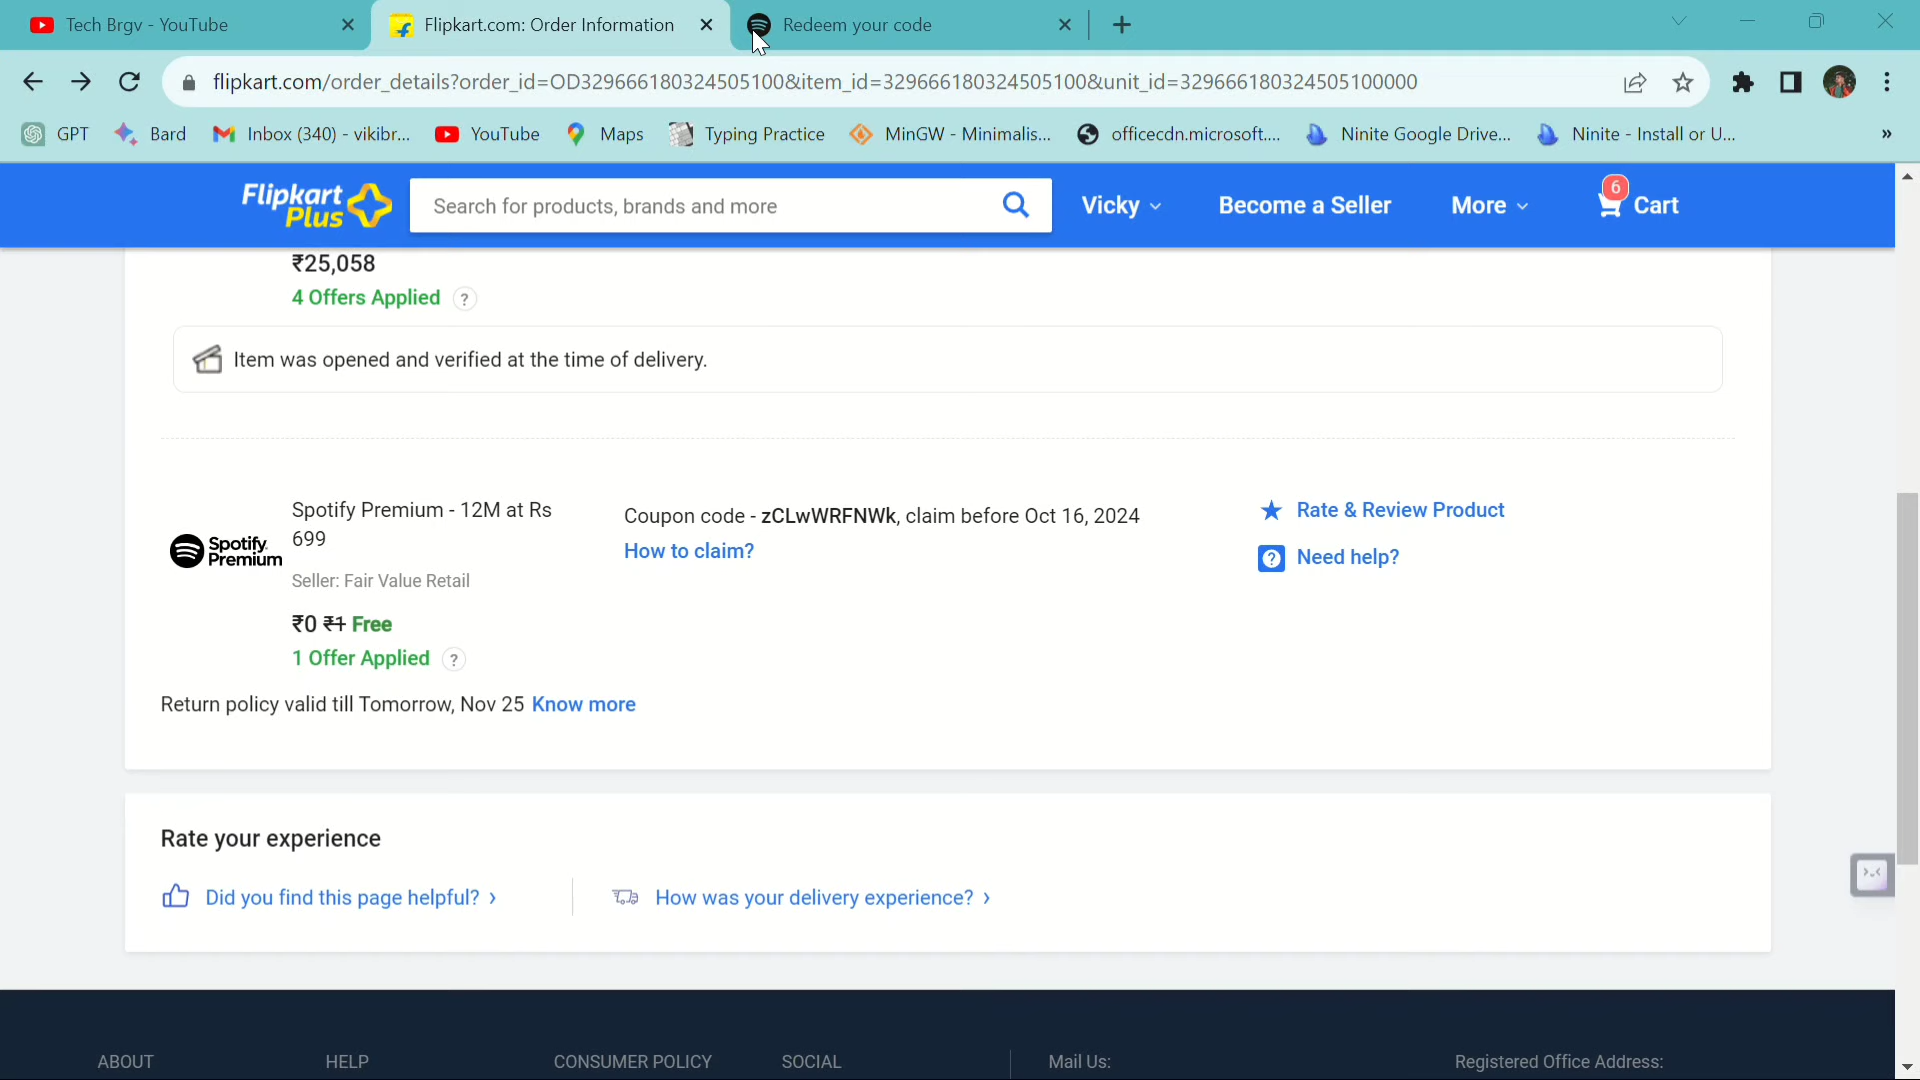 Tech Brgv - YouTube
Flipkart.com: Order Information
Redeem your code
flipkart.com/order_details?order_id=OD329666180324505100&item_id=329666180324505100&unit_id=329666180324505100000
GPT
Bard
Inbox (340) - vikibr...
YouTube
Maps
Typing Practice
MinGW - Minimalis...
officecdn.microsoft....
Ninite Google Drive...
Ninite - Install or U...
»
Flipkart
Plus
Search for products, brands and more
Vicky
Become a Seller
More
6
Cart
₹25,058
4 Offers Applied ?
Item was opened and verified at the time of delivery.
Spotify Premium
Spotify Premium - 12M at Rs
699
Seller: Fair Value Retail
₹0 ₹1 Free
1 Offer Applied ?
Coupon code - zCLwWRFNWk, claim before Oct 16, 2024
How to claim?
Rate & Review Product
Need help?
Return policy valid till Tomorrow, Nov 25 Know more
Rate your experience
Did you find this page helpful? ›
How was your delivery experience? ›
ABOUT
HELP
CONSUMER POLICY
SOCIAL
Mail Us:
Registered Office Address: